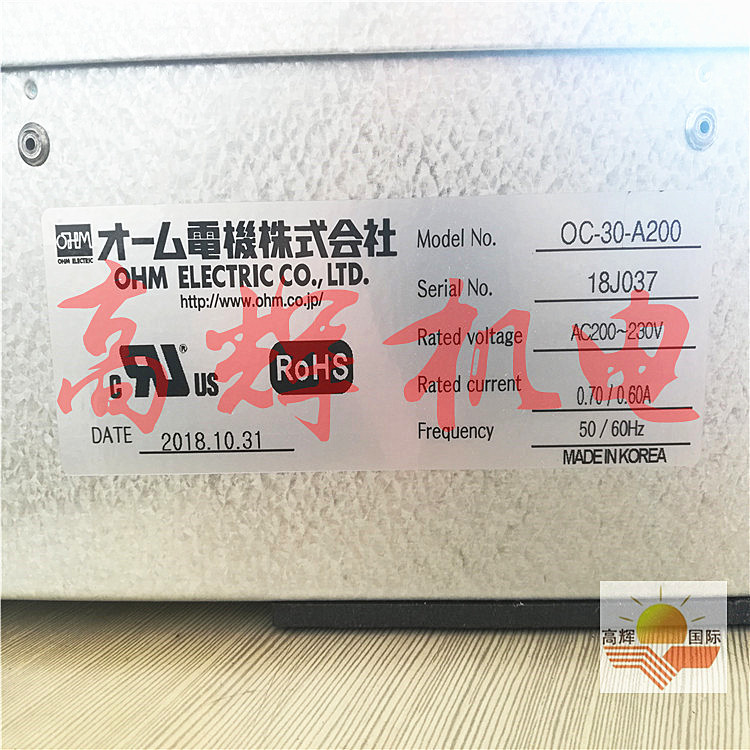 OHM
OHM ELECTRIC
オーム電機株式会社
OHM ELECTRIC CO., LTD.
http://www.ohm.co.jp/
c RU ® US
RoHS
DATE 2018.10.31
Model No. OC-30-A200
Serial No. 18J037
Rated voltage AC200~230V
Rated current 0.70 / 0.60A
Frequency 50 / 60Hz
MADE IN KOREA
高辉机电
高辉 国际